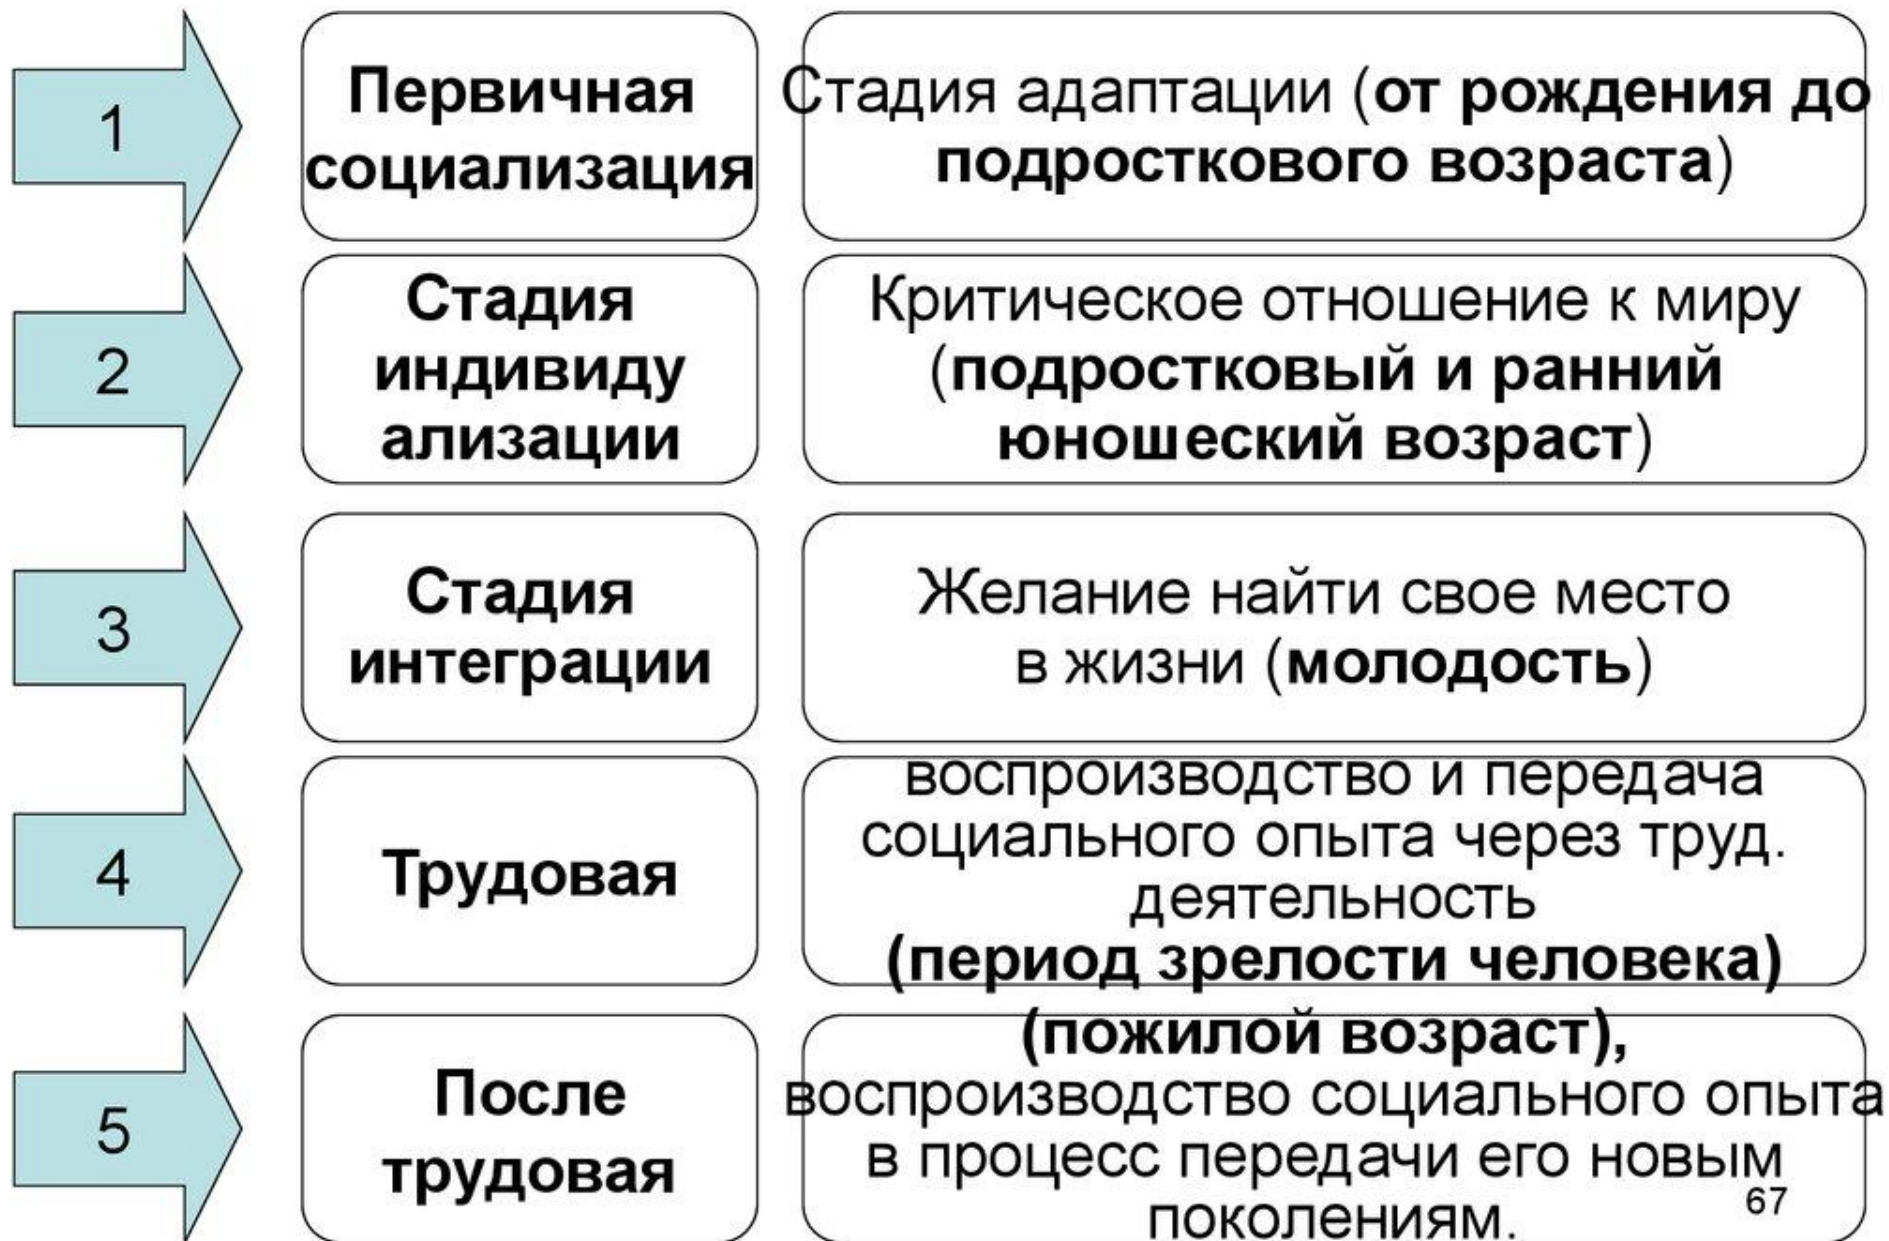 1
Первичная
социализация
Стадия адаптации (от рождения до
подросткового возраста)
2
Стадия
индивиду
ализации
Критическое отношение к миру
(подростковый и ранний
юношеский возраст)
3
Стадия
интеграции
Желание найти свое место
в жизни (молодость)
4
Трудовая
воспроизводство и передача
социального опыта через труд.
деятельность
(период зрелости человека)
5
После
трудовая
(пожилой возраст),
воспроизводство социального опыта
в процесс передачи его новым
поколениям.
67